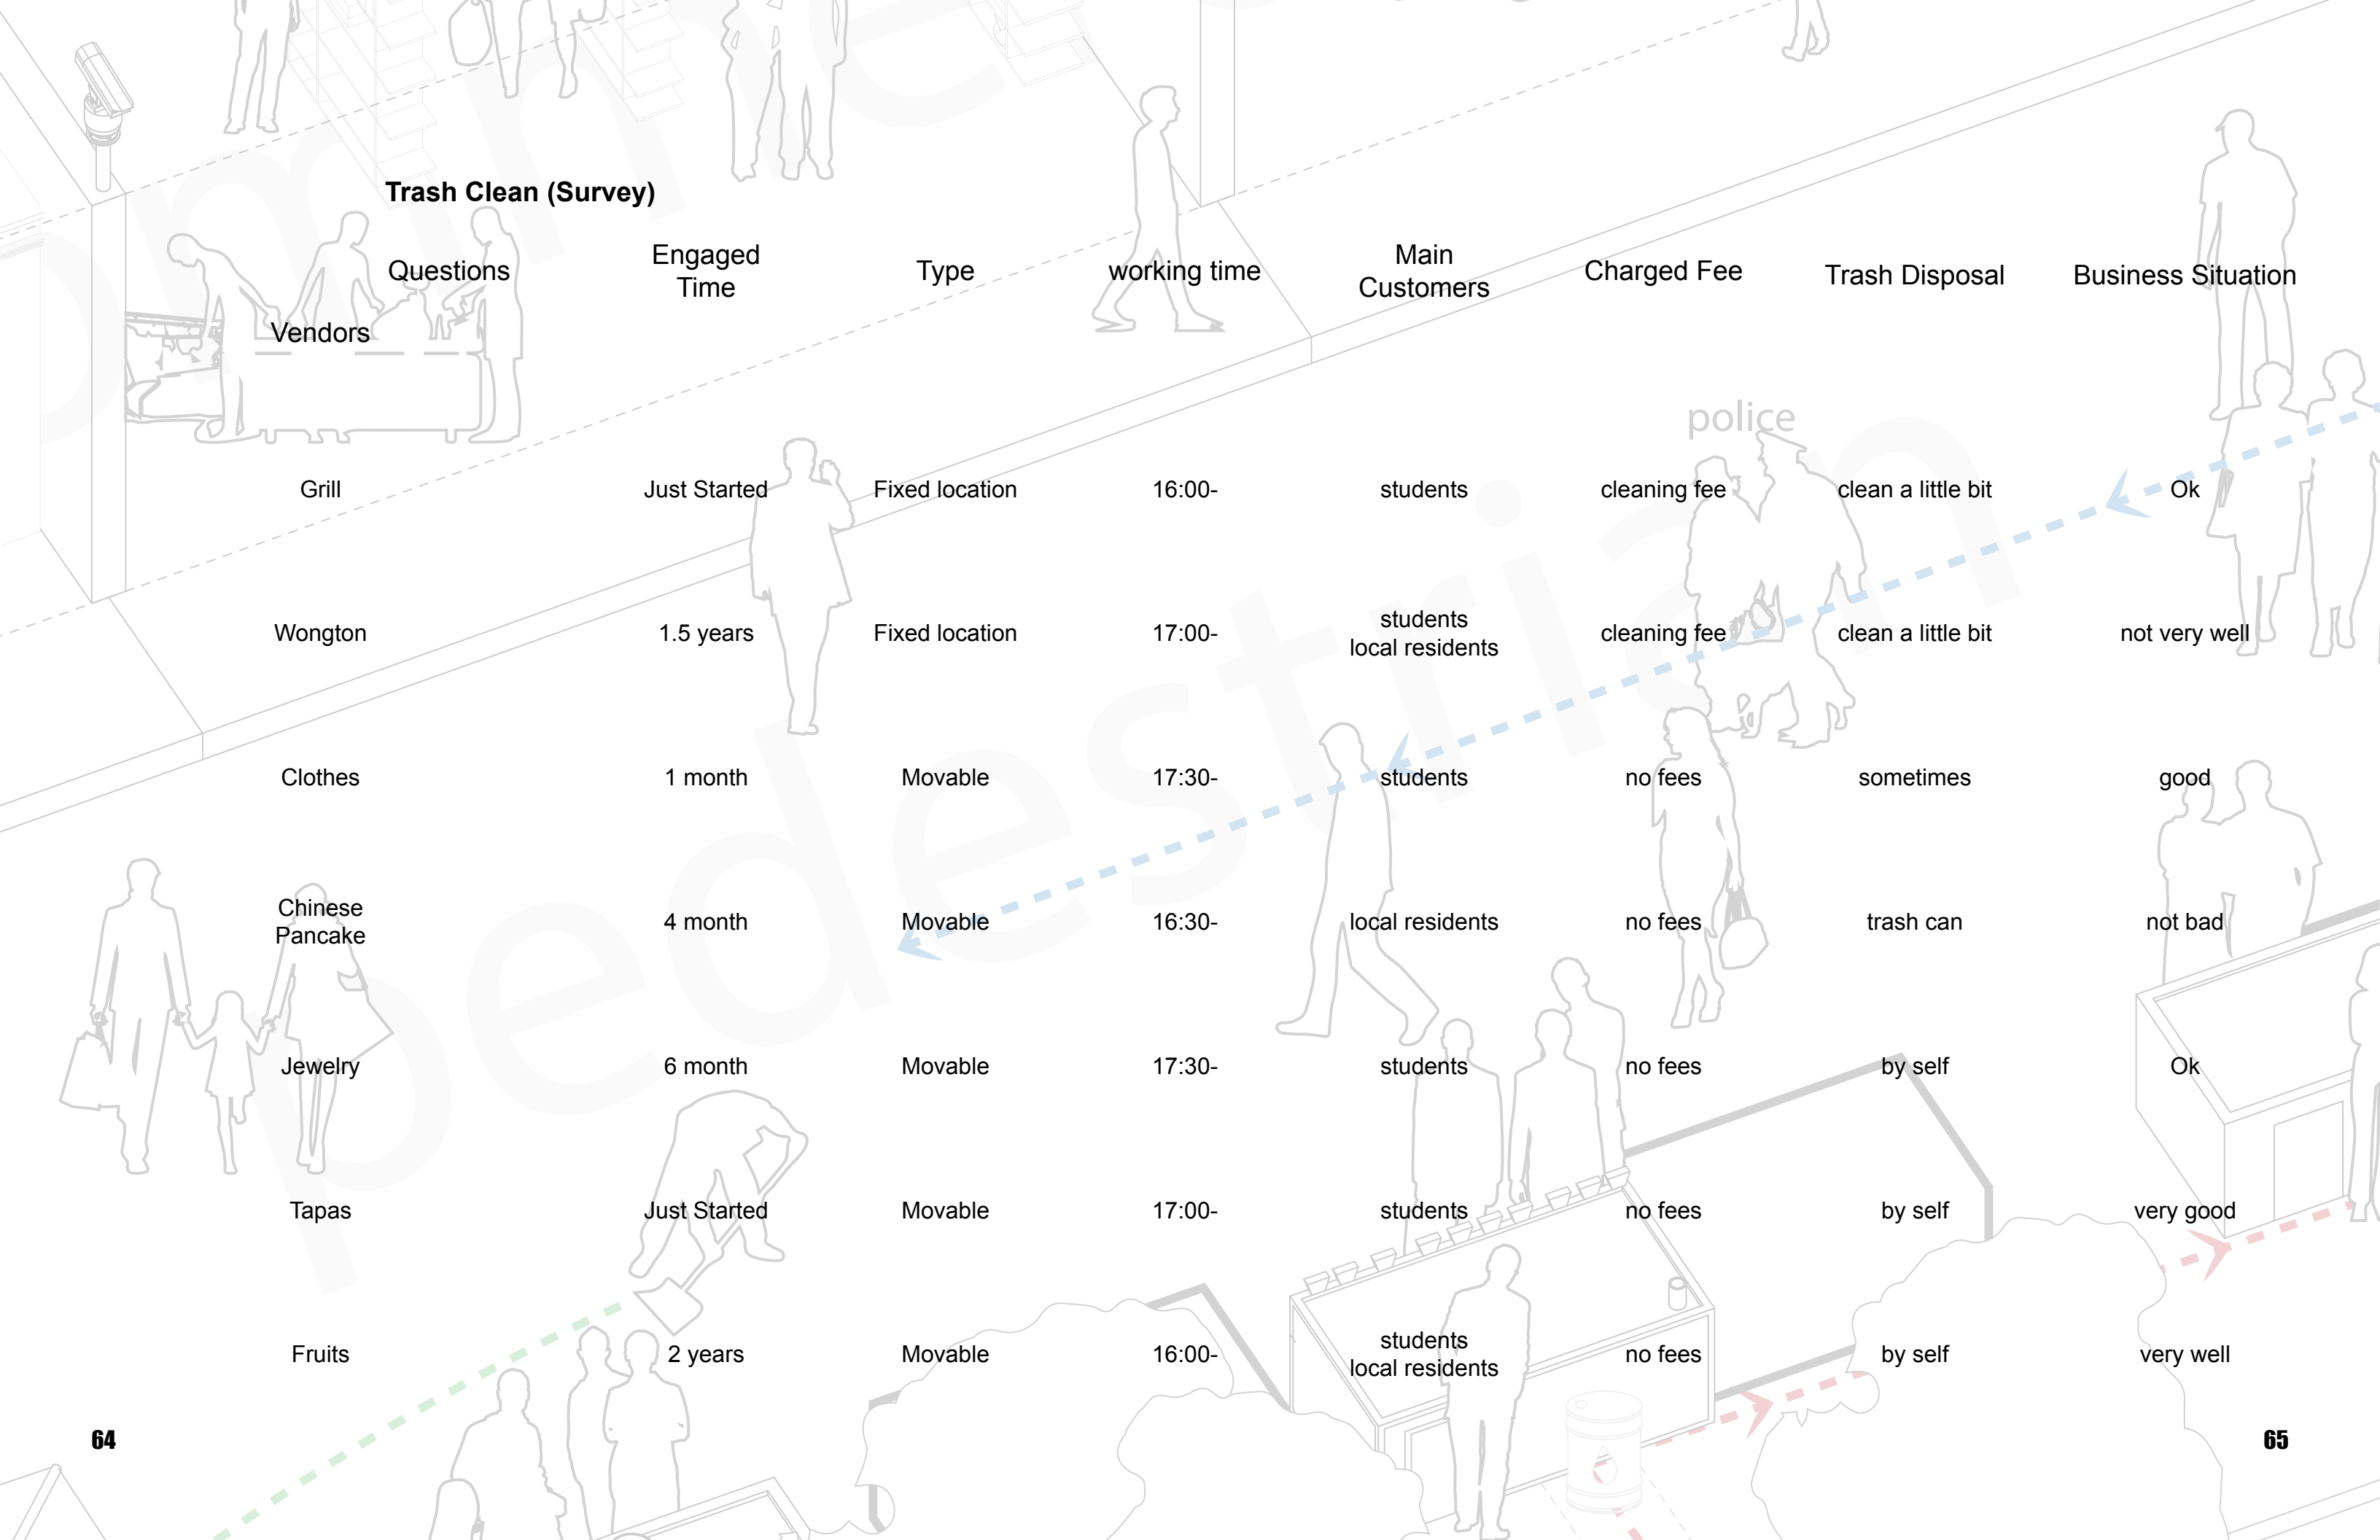 Trash Clean (Survey)
Questions
Engaged
Time
Type
working time
Main
Customers
Charged Fee
Trash Disposal
Business Situation
Vendors
police
Grill
Just Started
Fixed location
16:00-
students
cleaning fee
clean a little bit
Ok
Wongton
1.5 years
Fixed location
17:00-
students
local residents
cleaning fee
clean a little bit
not very well
Clothes
1 month
Movable
17:30-
students
no fees
sometimes
good
Chinese
Pancake
4 month
Movable
16:30-
local residents
no fees
trash can
not bad
Jewelry
6 month
Movable
17:30-
students
no fees
by self
Ok
Tapas
Just Started
Movable
17:00-
students
no fees
by self
very good
Fruits
2 years
Movable
16:00-
students
local residents
no fees
by self
very well
pedestrian
64
65